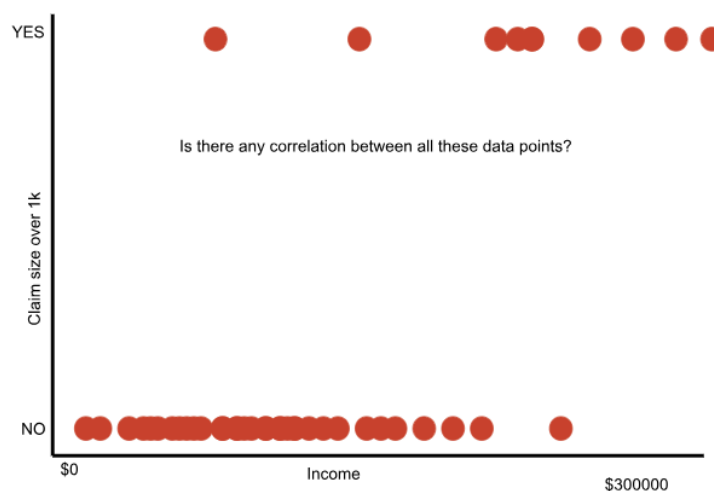 YES
Is there any correlation between all these data points?
Claim size over 1k
NO
$0
Income
$300000